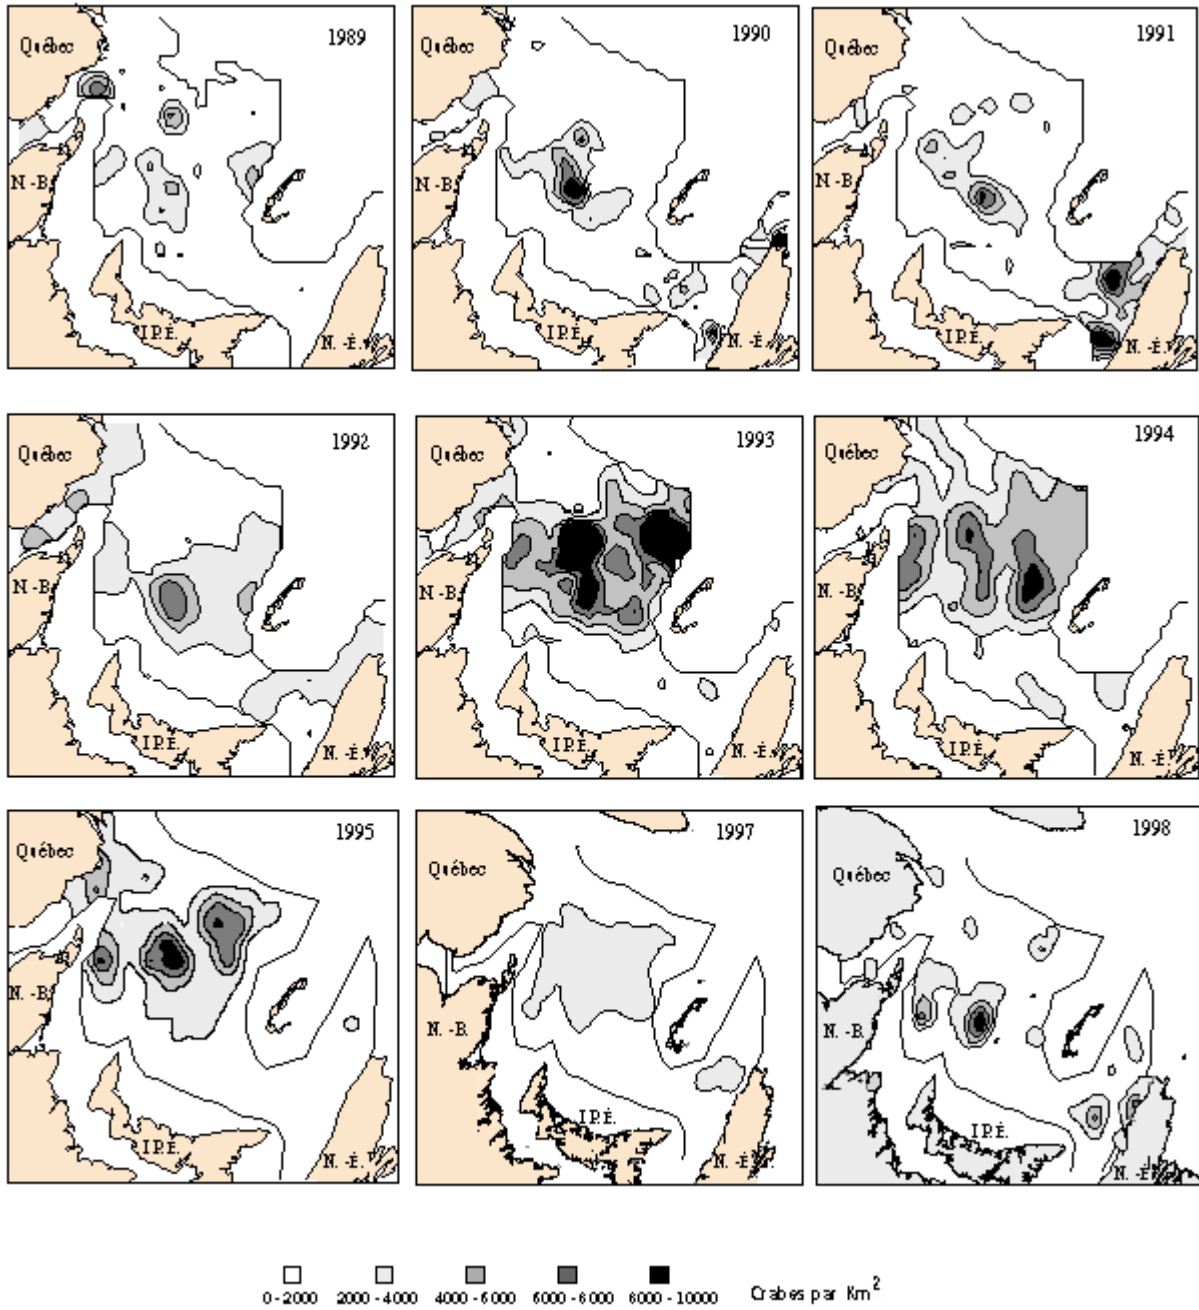 1989
Québec
N.-B.
I.P.É.
N.-É.
1990
Québec
N.-B.
I.P.É.
N.-É.
1991
Québec
N.-B.
I.P.É.
N.-É.
1992
Québec
N.-B.
I.P.É.
N.-É.
1993
Québec
N.-B.
I.P.É.
N.-É.
1994
Québec
N.-B.
I.P.É.
N.-É.
1995
Québec
N.-B.
I.P.É.
N.-É.
1997
Québec
N.-B.
I.P.É.
N.-É.
1998
Québec
N.-B.
I.P.É.
N.-É.
0-2000 2000-4000 4000-6000 6000-8000 8000-10000 Crabes par Km²